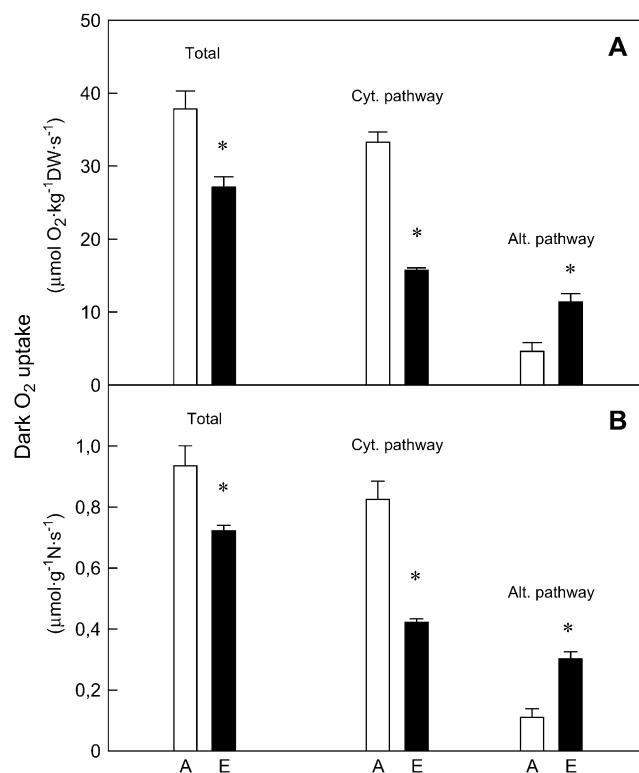 50
A
Total
Cyt. pathway
40
*
30
*
20
Alt. pathway
*
10
0
(μmol O₂·kg⁻¹DW·s⁻¹)
Dark O₂ uptake
B
Total
Cyt. pathway
1,0
*
0,8
*
0,6
Alt. pathway
*
0,4
0,2
0
(μmol·g⁻¹N·s⁻¹)
A E A E A E